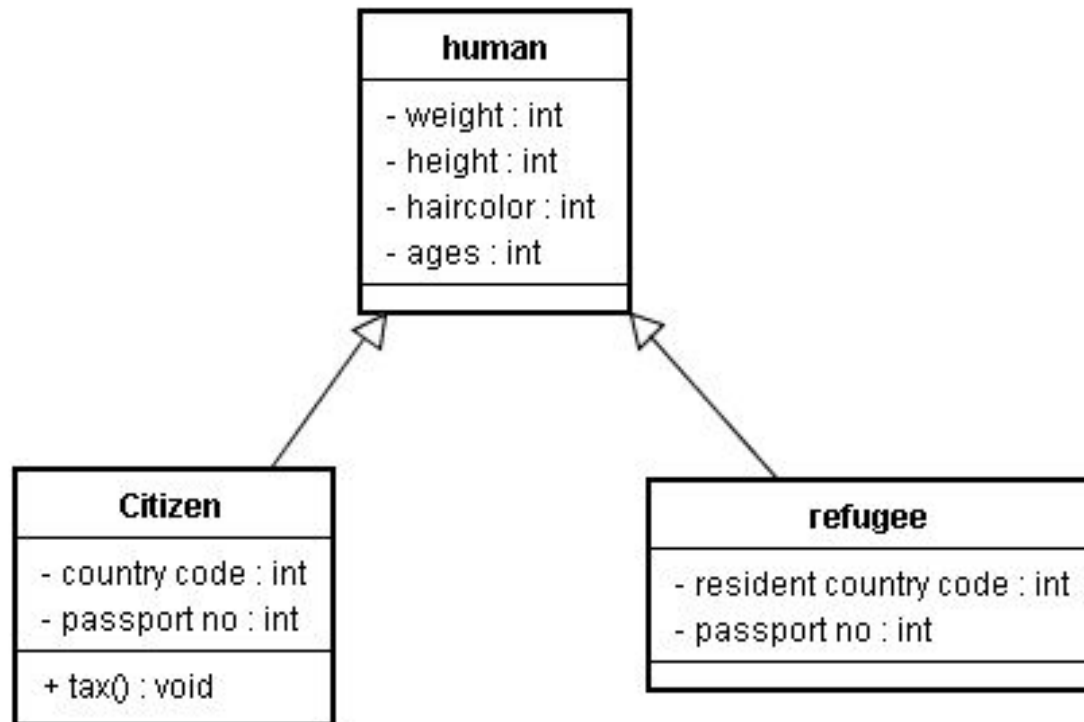 human
- weight : int
- height : int
- haircolor : int
- ages : int
Citizen
- country code : int
- passport no : int
+ tax() : void
refugee
- resident country code : int
- passport no : int